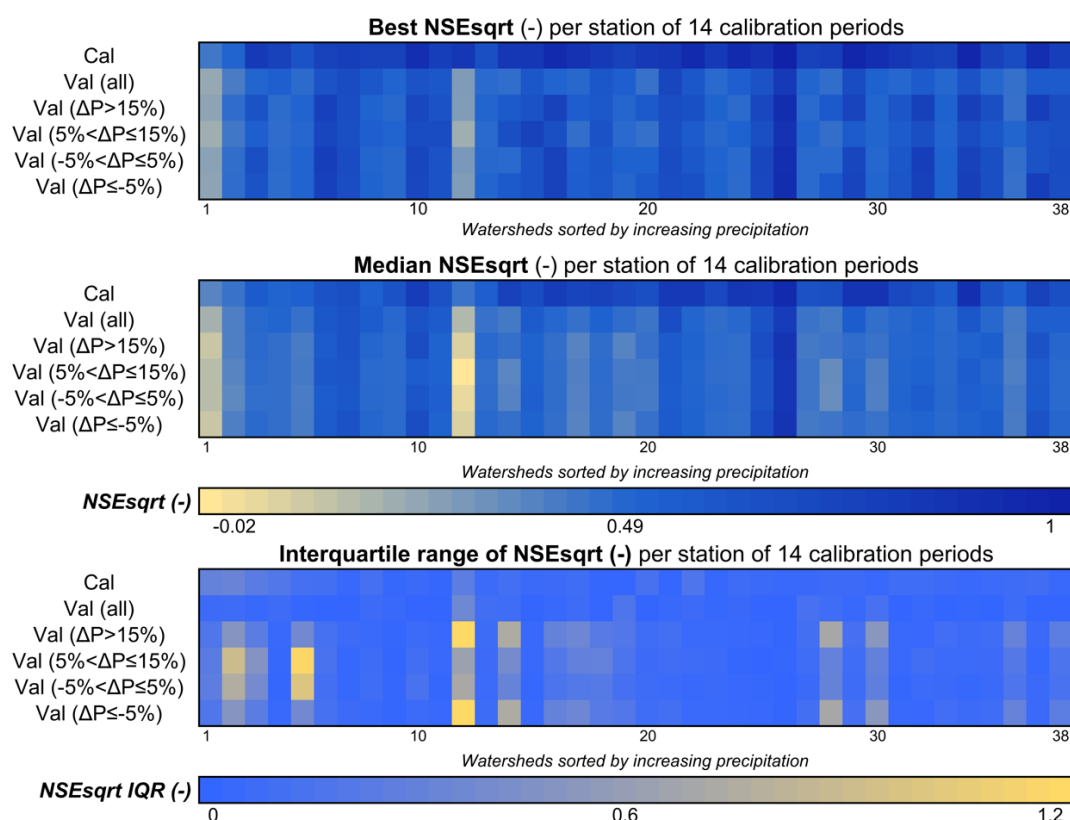 Best NSEsqrt (-) per station of 14 calibration periods
Cal
Val (all)
Val (ΔP>15%)
Val (5%<ΔP≤15%)
Val (-5%<ΔP≤5%)
Val (ΔP≤-5%)
1 10 20 30 38
Watersheds sorted by increasing precipitation
Median NSEsqrt (-) per station of 14 calibration periods
Cal
Val (all)
Val (ΔP>15%)
Val (5%<ΔP≤15%)
Val (-5%<ΔP≤5%)
Val (ΔP≤-5%)
1 10 20 30 38
Watersheds sorted by increasing precipitation
NSEsqrt (-)
-0.02 0.49 1
Interquartile range of NSEsqrt (-) per station of 14 calibration periods
Cal
Val (all)
Val (ΔP>15%)
Val (5%<ΔP≤15%)
Val (-5%<ΔP≤5%)
Val (ΔP≤-5%)
1 10 20 30 38
Watersheds sorted by increasing precipitation
NSEsqrt IQR (-)
0 0.6 1.2